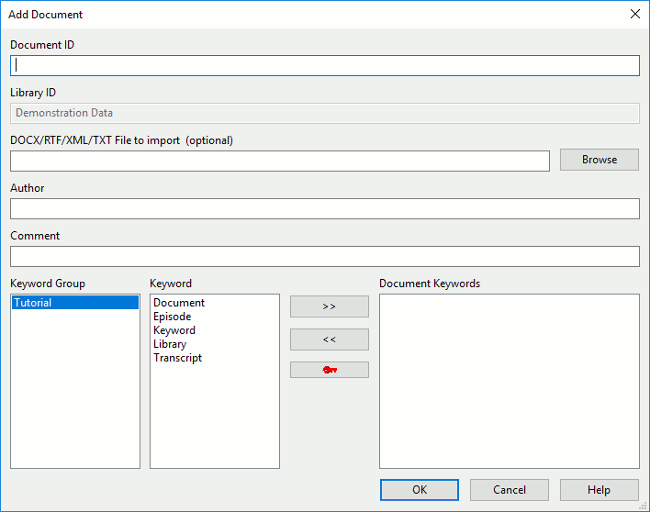 Add Document
Document ID
Library ID
Demonstration Data
DOCX/RTF/XML/TXT File to import  (optional)
Browse
Author
Comment
Keyword Group
Keyword
Document Keywords
Tutorial
Document
Episode
Keyword
Library
Transcript
>>
<<
OK
Cancel
Help